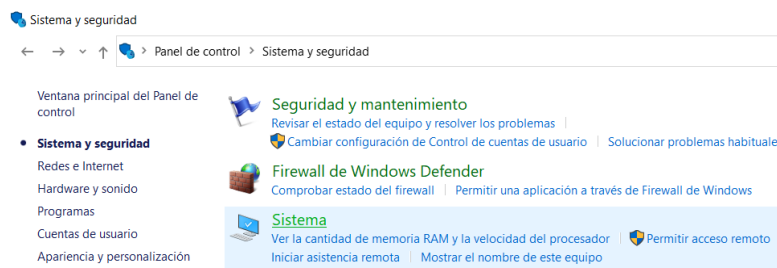 Sistema y seguridad
Panel de control > Sistema y seguridad
Ventana principal del Panel de
control
Sistema y seguridad
Redes e Internet
Hardware y sonido
Programas
Cuentas de usuario
Apariencia y personalización
Seguridad y mantenimiento
Revisar el estado del equipo y resolver los problemas
Cambiar configuración de Control de cuentas de usuario | Solucionar problemas habituale
Firewall de Windows Defender
Comprobar estado del firewall | Permitir una aplicación a través de Firewall de Windows
Sistema
Ver la cantidad de memoria RAM y la velocidad del procesador | Permitir acceso remoto
Iniciar asistencia remota | Mostrar el nombre de este equipo